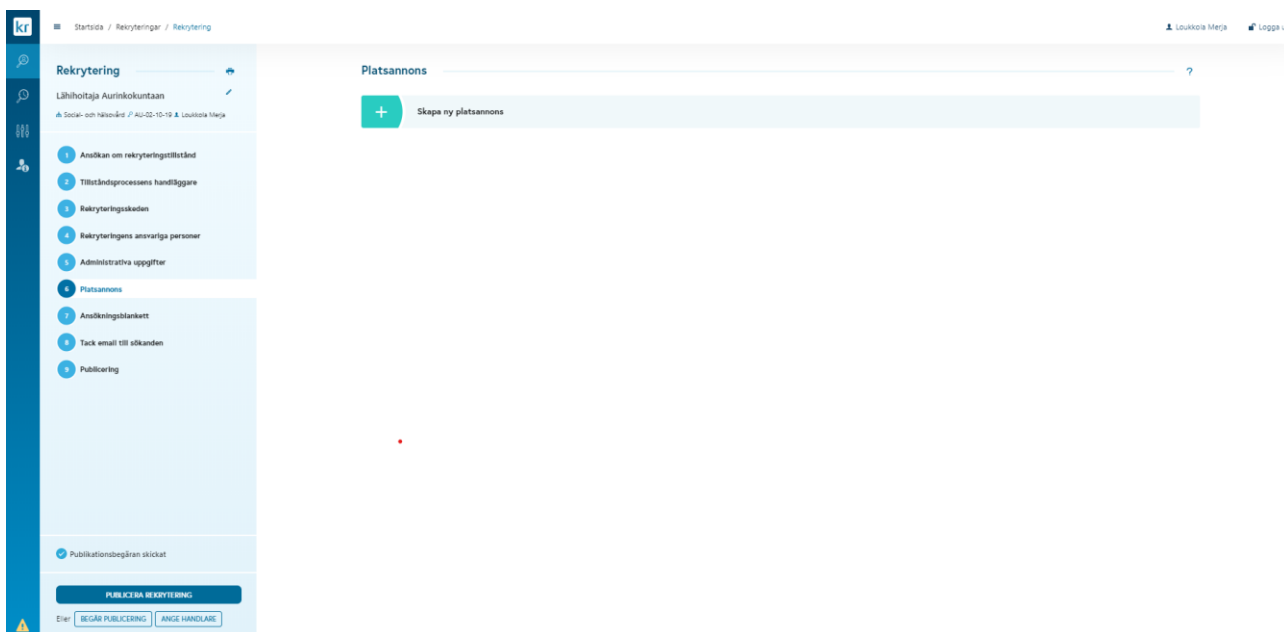 kr
Startsida / Rekryteringar / Rekrytering
Loukkola Merja
Logga u
Rekrytering
Lähihoitaja Aurinkokuntaan
Social- och hälsovård AU-02-10-19 Loukkola Merja
1 Ansökan om rekryteringstillstånd
2 Tillståndsprocessens handläggare
3 Rekryteringsskeden
4 Rekryteringens ansvariga personer
5 Administrativa uppgifter
6 Platsannons
7 Ansökningsblankett
8 Tack email till sökanden
9 Publicering
Publikationsbegäran skickat
PUBLICERA REKRYTERING
Eller BEGÄR PUBLICERING ANGE HANDLARE
Platsannons ?
+ Skapa ny platsannons